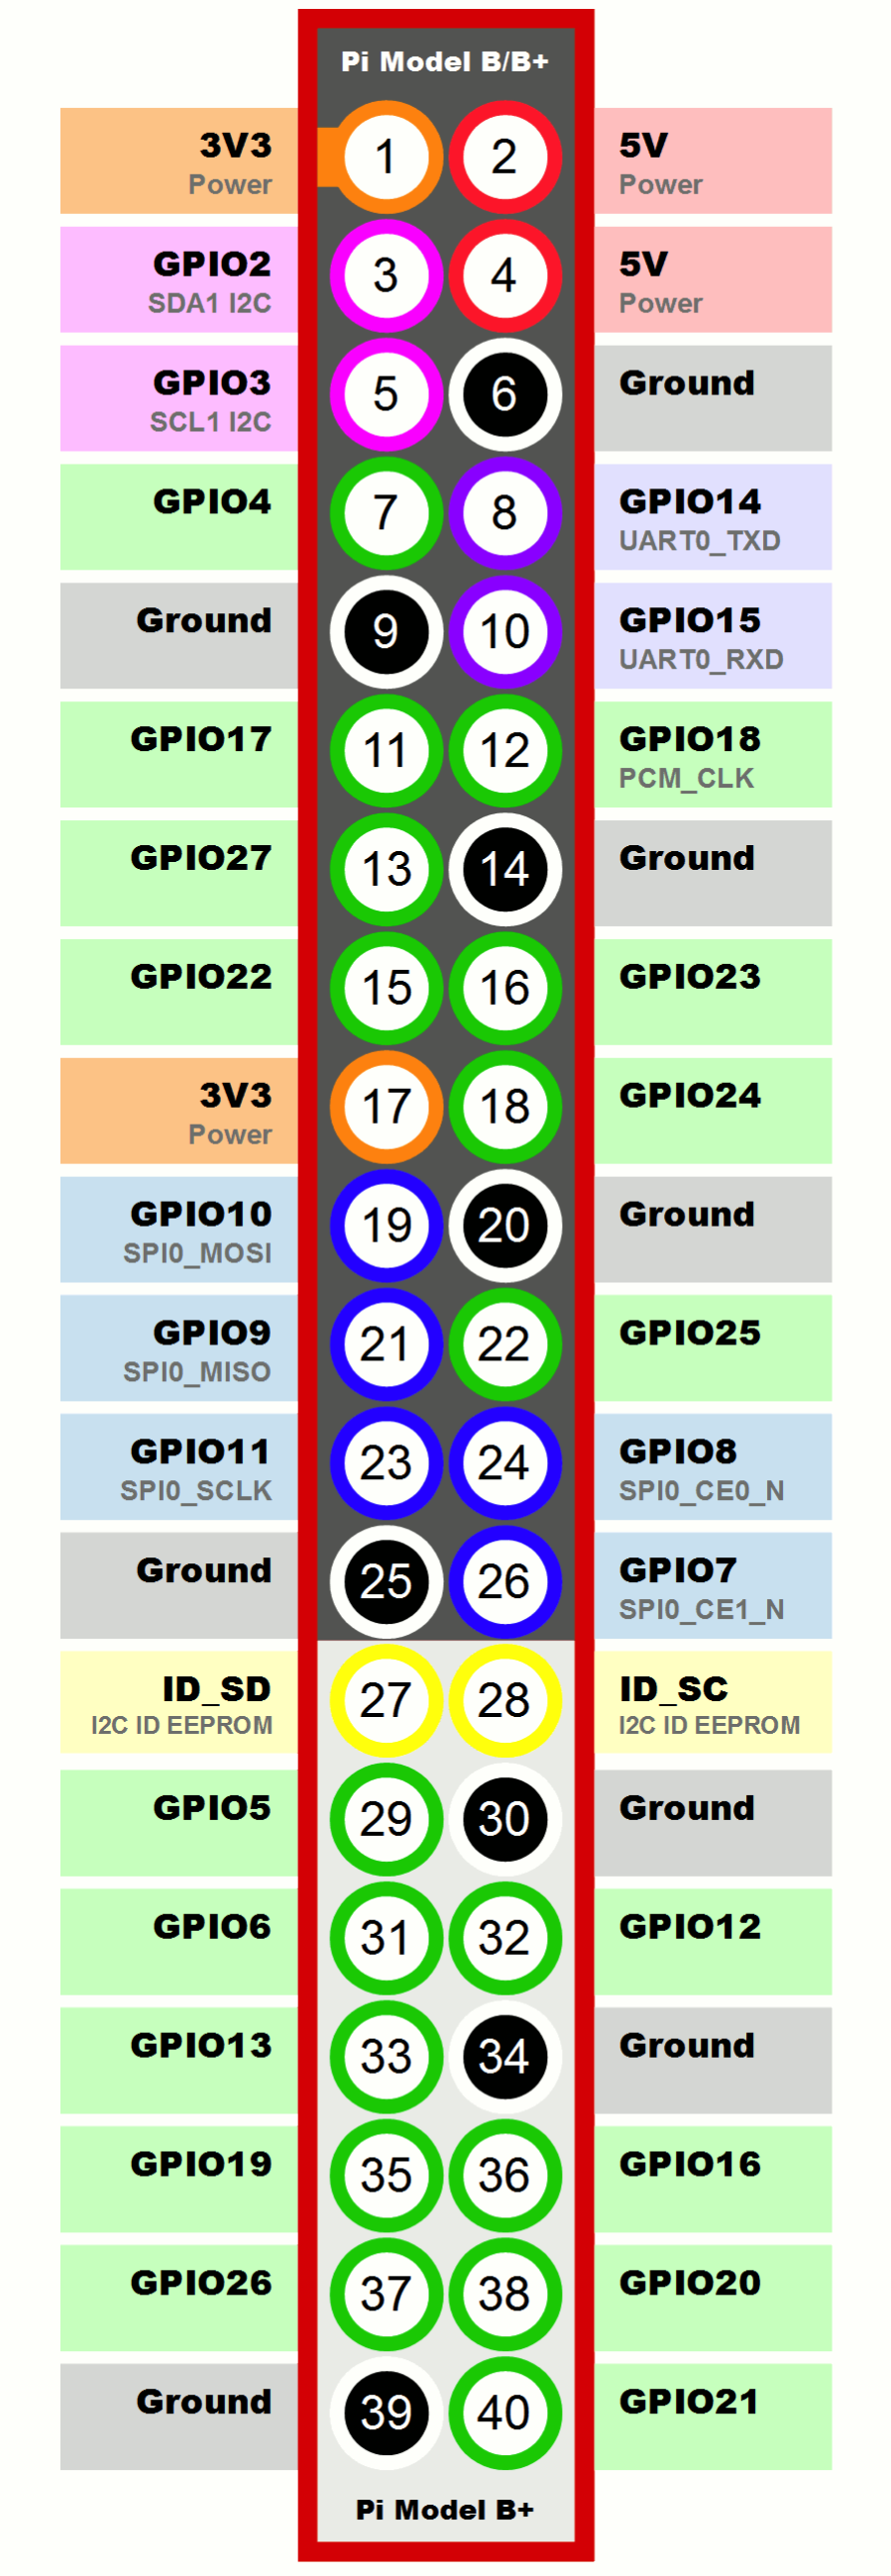 Pi Model B/B+
3V3 1 2 5V
Power Power
GPIO2 3 4 5V
SDA1 I2C Power
GPIO3 5 6 Ground
SCL1 I2C
GPIO4 7 8 GPIO14
UART0_TXD
Ground 9 10 GPIO15
UART0_RXD
GPIO17 11 12 GPIO18
PCM_CLK
GPIO27 13 14 Ground
GPIO22 15 16 GPIO23
3V3 17 18 GPIO24
Power
GPIO10 19 20 Ground
SPI0_MOSI
GPIO9 21 22 GPIO25
SPI0_MISO
GPIO11 23 24 GPIO8
SPI0_SCLK SPI0_CE0_N
Ground 25 26 GPIO7
SPI0_CE1_N
ID_SD 27 28 ID_SC
I2C ID EEPROM I2C ID EEPROM
GPIO5 29 30 Ground
GPIO6 31 32 GPIO12
GPIO13 33 34 Ground
GPIO19 35 36 GPIO16
GPIO26 37 38 GPIO20
Ground 39 40 GPIO21
Pi Model B+